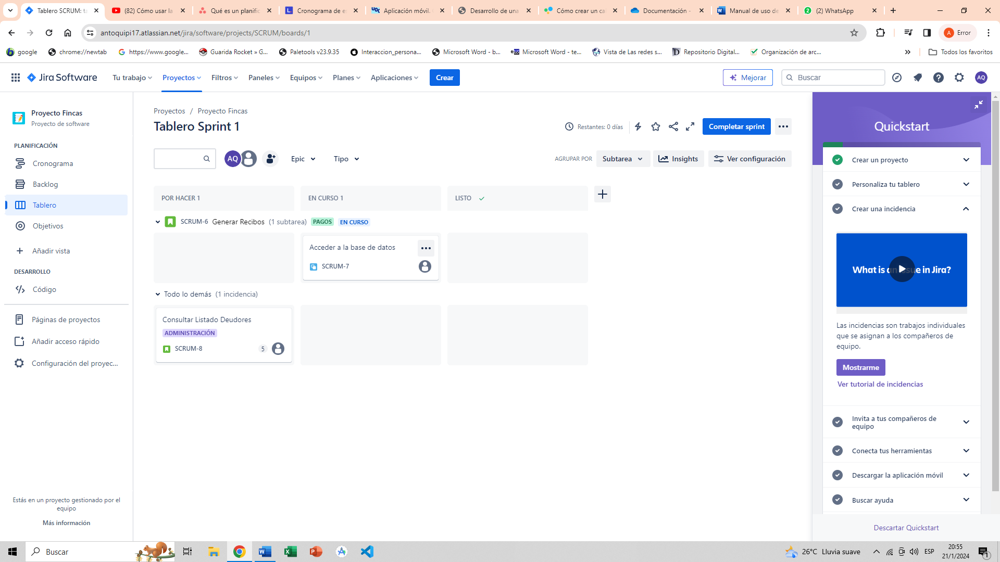 Tablero SCRUM: ta
(82) Cómo usar la
Qué es un planific
Cronograma de e
Aplicación móvil.
Desarrollo de una
Cómo crear un ca
Documentación -
Manual de uso de
(2) WhatsApp
antoquipi17.atlassian.net/jira/software/projects/SCRUM/boards/1
Error
google
chrome://newtab
https://www.google...
Guarida Rocket » G...
Paletools v23.9.35
Interaccion_persona...
Microsoft Word - b...
Microsoft Word - te...
Vista de Las redes s...
Repositorio Digital...
Organización de arc...
Todos los favoritos
Jira Software
Tu trabajo
Proyectos
Filtros
Paneles
Equipos
Planes
Aplicaciones
Crear
Mejorar
Buscar
AQ
Proyecto Fincas
Proyecto de software
PLANIFICACIÓN
Cronograma
Backlog
Tablero
Objetivos
Añadir vista
DESARROLLO
Código
Páginas de proyectos
Añadir acceso rápido
Configuración del proyec...
Estás en un proyecto gestionado por el
equipo
Más información
Proyectos / Proyecto Fincas
Tablero Sprint 1
Restantes: 0 días
Completar sprint
AQ
Epic
Tipo
AGRUPAR POR
Subtarea
Insights
Ver configuración
POR HACER 1
EN CURSO 1
LISTO
SCRUM-6 Generar Recibos (1 subtarea) PAGOS EN CURSO
Acceder a la base de datos
SCRUM-7
Todo lo demás (1 incidencia)
Consultar Listado Deudores
ADMINISTRACIÓN
SCRUM-8
5
Quickstart
Crear un proyecto
Personaliza tu tablero
Crear una incidencia
What is an issue in Jira?
Las incidencias son trabajos individuales
que se asignan a los compañeros de
equipo.
Mostrarme
Ver tutorial de incidencias
Invita a tus compañeros de
equipo
Conecta tus herramientas
Descargar la aplicación móvil
Buscar ayuda
Descartar Quickstart
Buscar
26°C Lluvia suave
ESP
20:55
21/1/2024
1